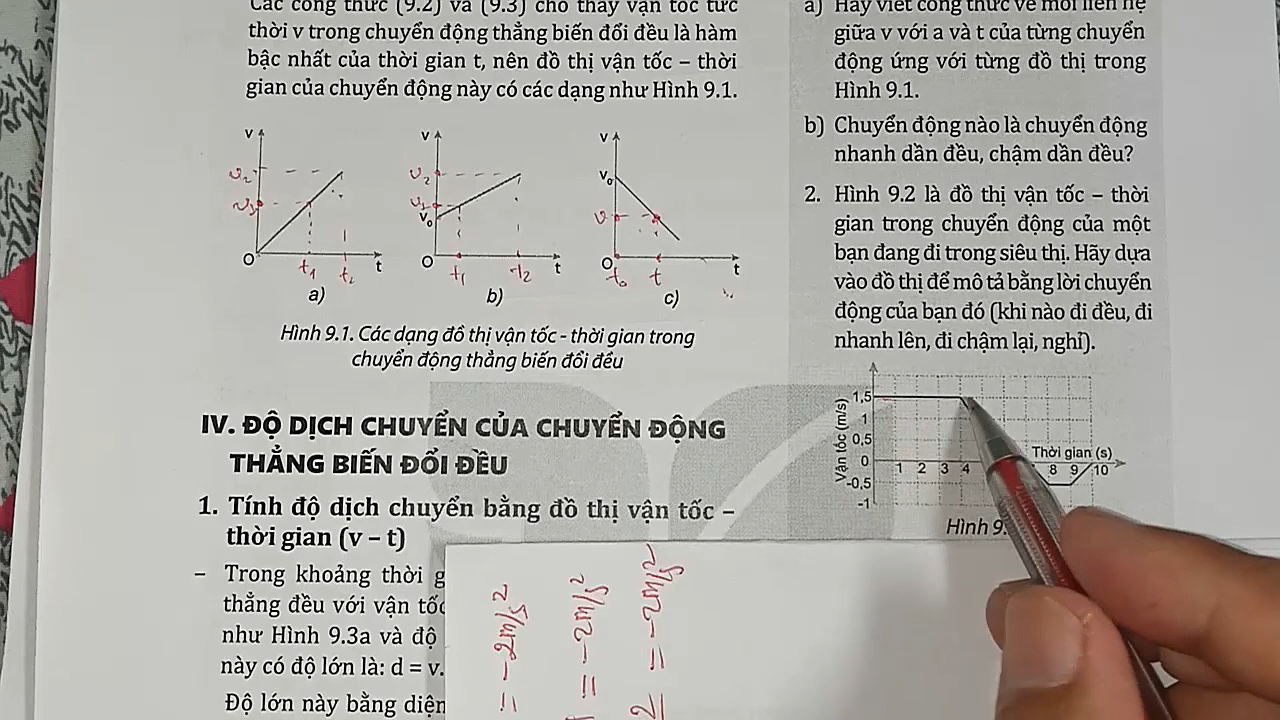 Các công thức (9.2) và (9.3) cho thấy vận tốc tức
thời v trong chuyển động thẳng biến đổi đều là hàm
bậc nhất của thời gian t, nên đồ thị vận tốc – thời
gian của chuyển động này có các dạng như Hình 9.1.
v
v₂
v₁
O
t₁
t₂
t
a)
v
v₂
v₁
v₀
O
t₁
t₂
t
b)
v
v₀
v
O
t₀
t
t
c)
Hình 9.1. Các dạng đồ thị vận tốc - thời gian trong
chuyển động thẳng biến đổi đều
IV. ĐỘ DỊCH CHUYỂN CỦA CHUYỂN ĐỘNG
THẲNG BIẾN ĐỔI ĐỀU
1. Tính độ dịch chuyển bằng đồ thị vận tốc –
thời gian (v – t)
– Trong khoảng thời g
thẳng đều với vận tốc
như Hình 9.3a và độ
này có độ lớn là: d = v.
Độ lớn này bằng diện
= -2m/s²
= -2m/s²
= -2m/s²
a) Hãy viết công thức về mối liên hệ
giữa v với a và t của từng chuyển
động ứng với từng đồ thị trong
Hình 9.1.
b) Chuyển động nào là chuyển động
nhanh dần đều, chậm dần đều?
2. Hình 9.2 là đồ thị vận tốc – thời
gian trong chuyển động của một
bạn đang đi trong siêu thị. Hãy dựa
vào đồ thị để mô tả bằng lời chuyển
động của bạn đó (khi nào đi đều, đi
nhanh lên, đi chậm lại, nghỉ).
Vận tốc (m/s)
1,5
1
0,5
0
-0,5
-1
1 2 3 4
8 9 10
Thời gian (s)
Hình 9.